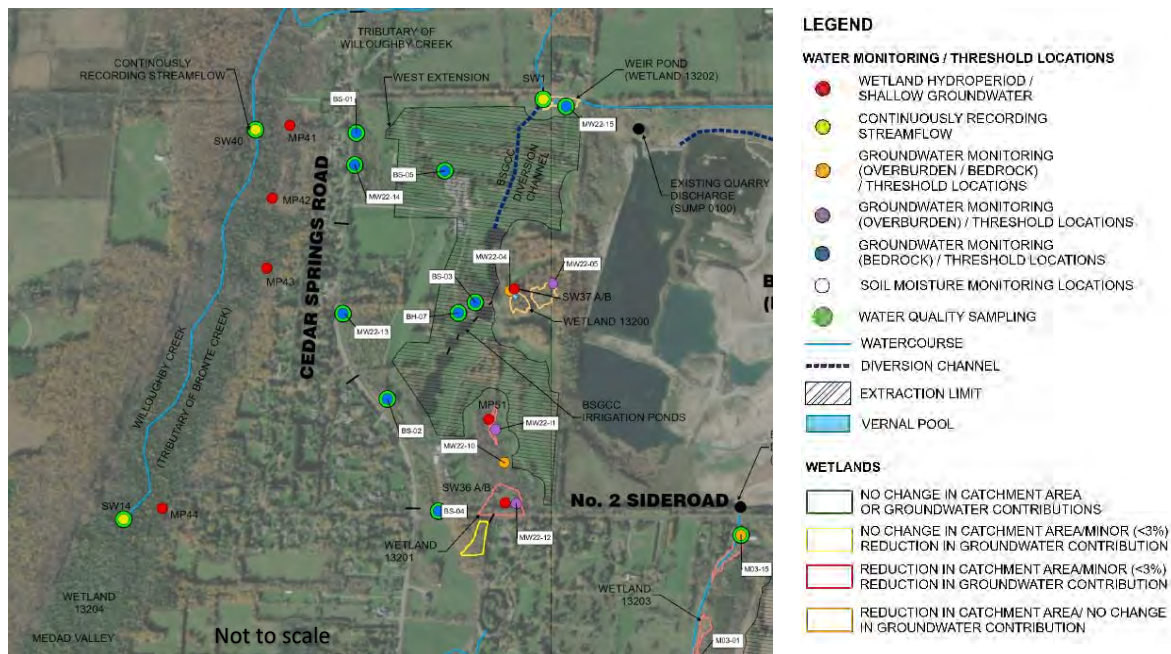 TRIBUTARY OF
WILLOUGHBY CREEK
CONTINOUSLY
RECORDING STREAMFLOW
WEST EXTENSION
SW1
WEIR POND
(WETLAND 13202)
BS-01
MW22-15
SW40
MP41
MW22-14
BS-05
BSGCC
DIVERSION
CHANNEL
EXISTING QUARRY
DISCHARGE
(SUMP 0100)
MP42
CEDAR SPRINGS ROAD
MP43
MW22-04
MW22-05
BS-03
SW37 A/B
BH-07
WETLAND 13200
MW22-13
WILLOUGHBY CREEK
(TRIBUTARY OF BRONTE CREEK)
BSGCC
IRRIGATION PONDS
MP51
MW22-11
BS-02
MW22-10
SW36 A/B
No. 2 SIDEROAD
SW14
MP44
BS-04
MW22-12
WETLAND
13201
M03-15
WETLAND
13204
WETLAND
13203
MEDAD VALLEY
Not to scale
M03-01
LEGEND
WATER MONITORING / THRESHOLD LOCATIONS
WETLAND HYDROPERIOD /
SHALLOW GROUNDWATER
CONTINUOUSLY RECORDING
STREAMFLOW
GROUNDWATER MONITORING
(OVERBURDEN / BEDROCK)
/ THRESHOLD LOCATIONS
GROUNDWATER MONITORING
(OVERBURDEN) / THRESHOLD LOCATIONS
GROUNDWATER MONITORING
(BEDROCK) / THRESHOLD LOCATIONS
SOIL MOISTURE MONITORING LOCATIONS
WATER QUALITY SAMPLING
WATERCOURSE
DIVERSION CHANNEL
EXTRACTION LIMIT
VERNAL POOL
WETLANDS
NO CHANGE IN CATCHMENT AREA
OR GROUNDWATER CONTRIBUTIONS
NO CHANGE IN CATCHMENT AREA/MINOR (<3%)
REDUCTION IN GROUNDWATER CONTRIBUTION
REDUCTION IN CATCHMENT AREA/MINOR (<3%)
REDUCTION IN GROUNDWATER CONTRIBUTION
REDUCTION IN CATCHMENT AREA/ NO CHANGE
IN GROUNDWATER CONTRIBUTION